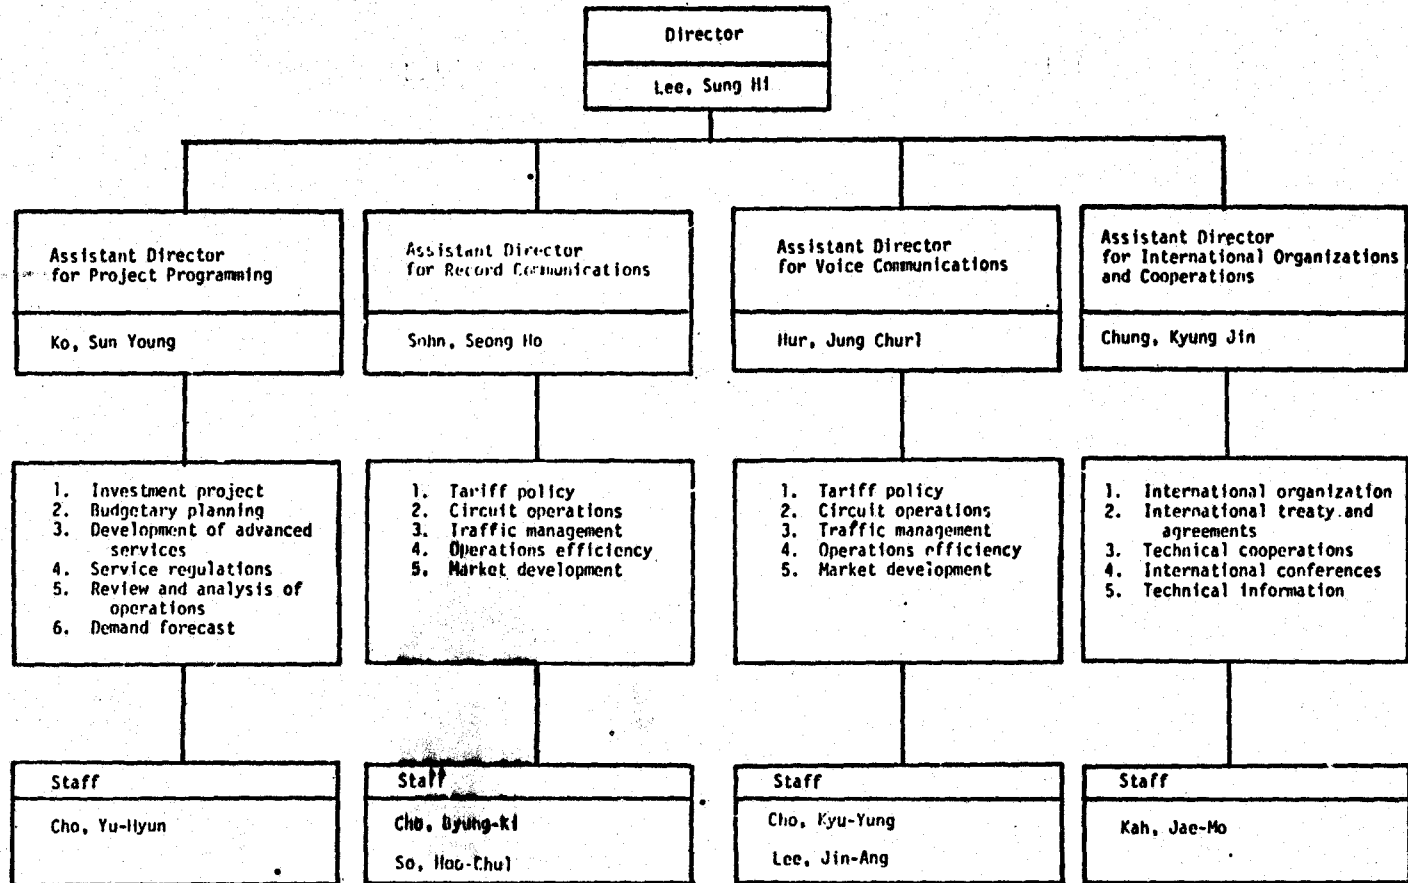 Director
Lee, Sung Hi
Assistant Director
for Project Programming
Ko, Sun Young
Assistant Director
for Record Communications
Sohn, Seong Ho
Assistant Director
for Voice Communications
Hur, Jung Churl
Assistant Director
for International Organizations
and Cooperations
Chung, Kyung Jin
1. Investment project
2. Budgetary planning
3. Development of advanced
services
4. Service regulations
5. Review and analysis of
operations
6. Demand forecast
1. Tariff policy
2. Circuit operations
3. Traffic management
4. Operations efficiency
5. Market development
1. Tariff policy
2. Circuit operations
3. Traffic management
4. Operations efficiency
5. Market development
1. International organization
2. International treaty and
agreements
3. Technical cooperations
4. International conferences
5. Technical information
Staff
Cho, Yu-Hyun
Staff
Cho, Byung-ki
So, Hoo-Chul
Staff
Cho, Kyu-Yung
Lee, Jin-Ang
Staff
Kah, Jae-Mo